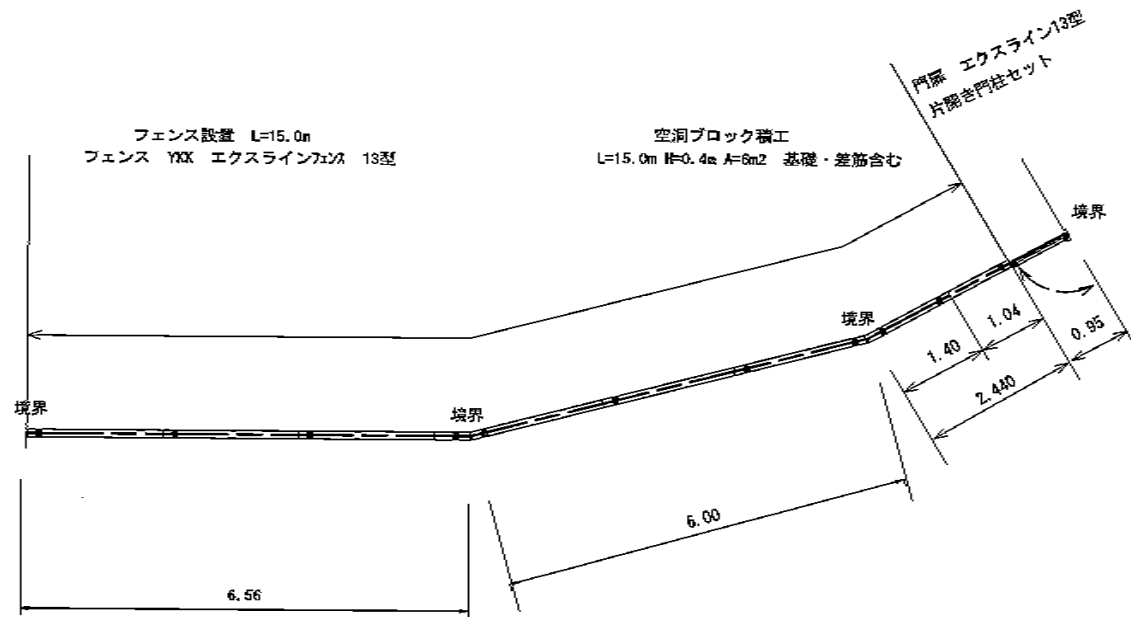 門扉 エクスライン13型
片開き門柱セット
フェンス設置 L=15.0m
フェンス YKK エクスラインフェンス 13型
空洞ブロック積工
L=15.0m H=0.4m A=6m2 基礎・差筋含む
境界
境界
境界
境界
1.40
1.04
0.95
2.440
6.00
6.56